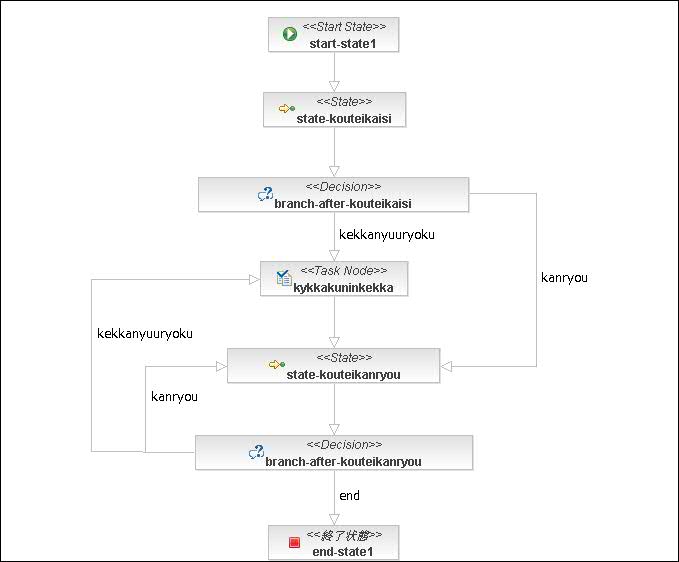 <<Start State>>
start-state1
<<State>>
state-kouteikaisi
<<Decision>>
branch-after-kouteikaisi
kekkanyuuryoku
<<Task Node>>
kykkakuninkekka
kanryou
kekkanyuuryoku
<<State>>
state-kouteikanryou
kanryou
<<Decision>>
branch-after-kouteikanryou
end
<<終了状態>>
end-state1